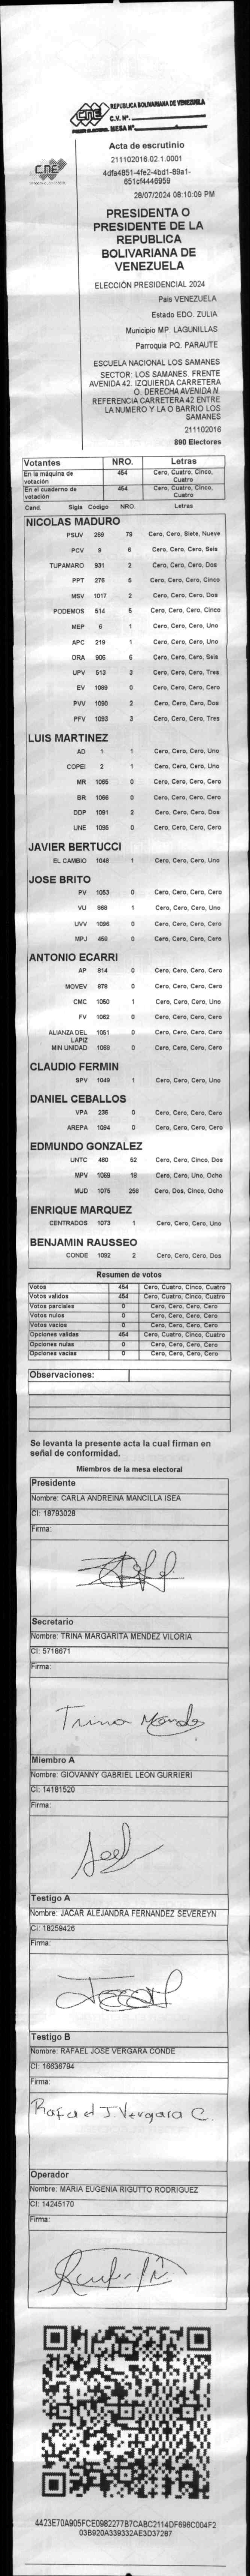 CNE REPUBLICA BOLIVARIANA DE VENEZUELA
C.V. Nº.
MESA Nº
CNE
Acta de escrutinio
211102016.02.1.0001
4dfa4851-4fe2-4bd1-89a1-
651cf4446959
28/07/2024 08:10:09 PM
PRESIDENTA O
PRESIDENTE DE LA
REPUBLICA
BOLIVARIANA DE
VENEZUELA
ELECCIÓN PRESIDENCIAL 2024
Pais VENEZUELA
Estado EDO. ZULIA
Municipio MP. LAGUNILLAS
Parroquia PQ. PARAUTE
ESCUELA NACIONAL LOS SAMANES
SECTOR: LOS SAMANES. FRENTE
AVENIDA 42. IZQUIERDA CARRETERA
O. DERECHA AVENIDA N.
REFERENCIA CARRETERA 42 ENTRE
LA NUMERO Y LA O BARRIO LOS
SAMANES
211102016
890 Electores
Votantes NRO. Letras
En la máquina de votación 454 Cero, Cuatro, Cinco, Cuatro
En el cuaderno de votación 454 Cero, Cuatro, Cinco, Cuatro
Cand. Sigla Código NRO. Letras
NICOLAS MADURO
PSUV 269 79 Cero, Cero, Siete, Nueve
PCV 9 6 Cero, Cero, Cero, Seis
TUPAMARO 931 2 Cero, Cero, Cero, Dos
PPT 276 5 Cero, Cero, Cero, Cinco
MSV 1017 2 Cero, Cero, Cero, Dos
PODEMOS 514 5 Cero, Cero, Cero, Cinco
MEP 6 1 Cero, Cero, Cero, Uno
APC 219 1 Cero, Cero, Cero, Uno
ORA 906 6 Cero, Cero, Cero, Seis
UPV 513 3 Cero, Cero, Cero, Tres
EV 1089 0 Cero, Cero, Cero, Cero
PVV 1090 2 Cero, Cero, Cero, Dos
PFV 1093 3 Cero, Cero, Cero, Tres
LUIS MARTINEZ
AD 1 1 Cero, Cero, Cero, Uno
COPEI 2 1 Cero, Cero, Cero, Uno
MR 1065 0 Cero, Cero, Cero, Cero
BR 1066 0 Cero, Cero, Cero, Cero
DDP 1091 2 Cero, Cero, Cero, Dos
UNE 1095 0 Cero, Cero, Cero, Cero
JAVIER BERTUCCI
EL CAMBIO 1048 1 Cero, Cero, Cero, Uno
JOSE BRITO
PV 1053 0 Cero, Cero, Cero, Cero
VU 868 1 Cero, Cero, Cero, Uno
UVV 1096 0 Cero, Cero, Cero, Cero
MPJ 458 0 Cero, Cero, Cero, Cero
ANTONIO ECARRI
AP 814 0 Cero, Cero, Cero, Cero
MOVEV 878 0 Cero, Cero, Cero, Cero
CMC 1050 1 Cero, Cero, Cero, Uno
FV 1062 0 Cero, Cero, Cero, Cero
ALIANZA DEL LAPIZ 1051 0 Cero, Cero, Cero, Cero
MIN UNIDAD 1068 0 Cero, Cero, Cero, Cero
CLAUDIO FERMIN
SPV 1049 1 Cero, Cero, Cero, Uno
DANIEL CEBALLOS
VPA 236 0 Cero, Cero, Cero, Cero
AREPA 1094 0 Cero, Cero, Cero, Cero
EDMUNDO GONZALEZ
UNTC 460 52 Cero, Cero, Cinco, Dos
MPV 1069 18 Cero, Cero, Uno, Ocho
MUD 1075 258 Cero, Dos, Cinco, Ocho
ENRIQUE MARQUEZ
CENTRADOS 1073 1 Cero, Cero, Cero, Uno
BENJAMIN RAUSSEO
CONDE 1092 2 Cero, Cero, Cero, Dos
Resumen de votos
Votos 454 Cero, Cuatro, Cinco, Cuatro
Votos validos 454 Cero, Cuatro, Cinco, Cuatro
Votos parciales 0 Cero, Cero, Cero, Cero
Votos nulos 0 Cero, Cero, Cero, Cero
Votos vacios 0 Cero, Cero, Cero, Cero
Opciones validas 454 Cero, Cuatro, Cinco, Cuatro
Opciones nulas 0 Cero, Cero, Cero, Cero
Opciones vacias 0 Cero, Cero, Cero, Cero
Observaciones:
Se levanta la presente acta la cual firman en
señal de conformidad.
Miembros de la mesa electoral
Presidente
Nombre: CARLA ANDREINA MANCILLA ISEA
CI: 18793028
Firma:
Secretario
Nombre: TRINA MARGARITA MENDEZ VILORIA
CI: 5718671
Firma:
Trina Mendez
Miembro A
Nombre: GIOVANNY GABRIEL LEON GURRIERI
CI: 14181520
Firma:
Testigo A
Nombre: JACAR ALEJANDRA FERNANDEZ SEVEREYN
CI: 18259426
Firma:
Testigo B
Nombre: RAFAEL JOSE VERGARA CONDE
CI: 16636794
Firma:
Rafael J. Vergara C.
Operador
Nombre: MARIA EUGENIA RIGUTTO RODRIGUEZ
CI: 14245170
Firma:
4423E70A905FCE0982277B7CABC2114DF696C004F2
03B920A339332AE3D37287